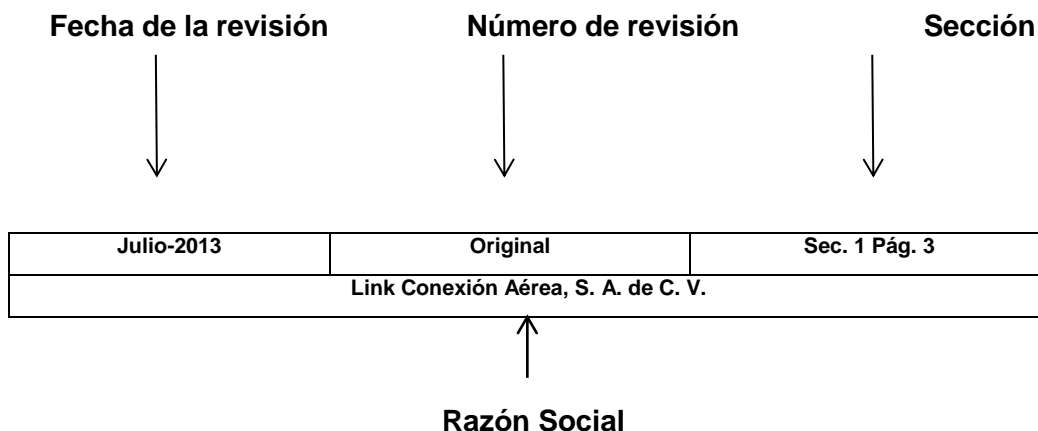 Fecha de la revisión Número de revisión Sección
Julio-2013 Original Sec. 1 Pág. 3
Link Conexión Aérea, S. A. de C. V.
Razón Social